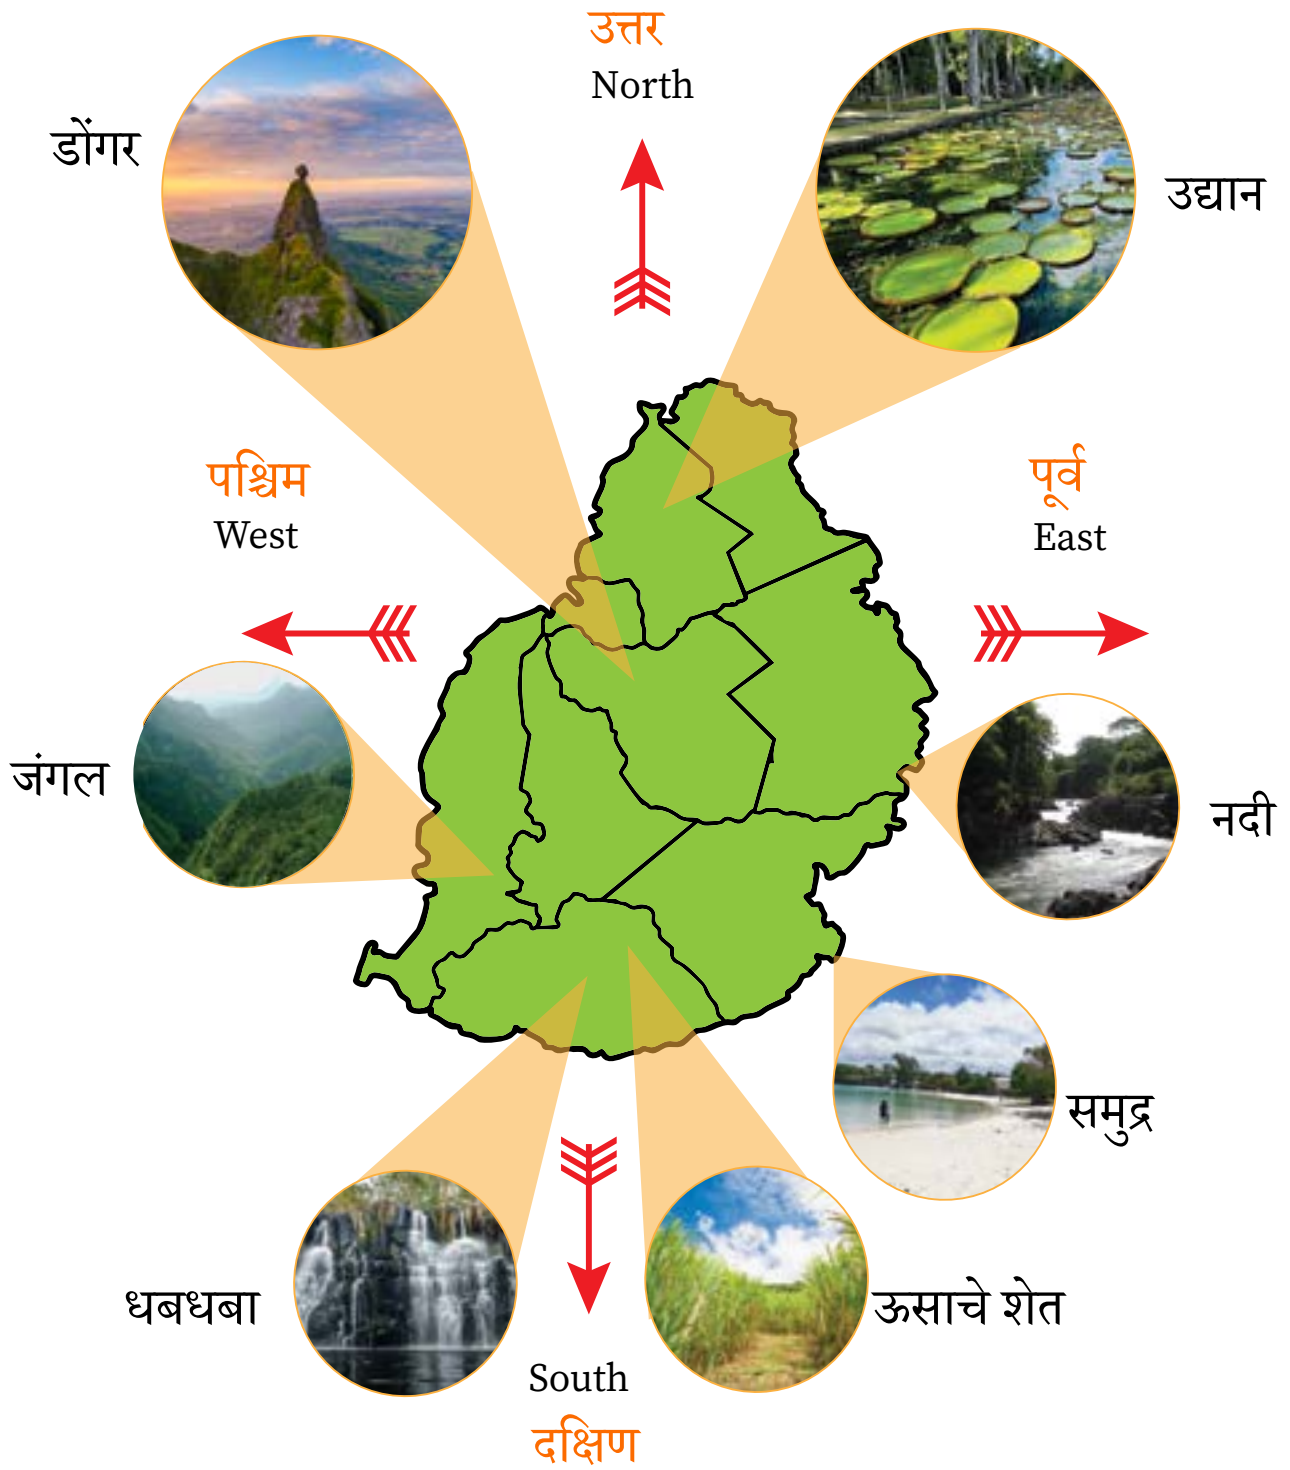 उत्तर
North
डोंगर
उद्यान
पश्चिम
West
पूर्व
East
जंगल
नदी
समुद्र
धबधबा
ऊसाचे शेत
South
दक्षिण